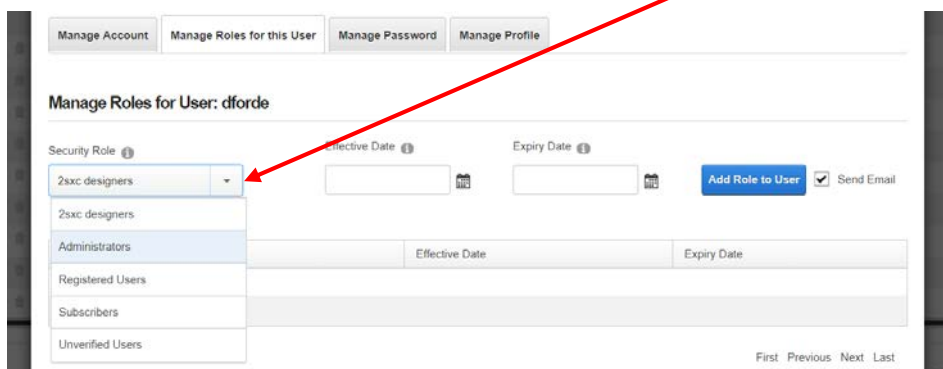 Manage Account Manage Roles for this User Manage Password Manage Profile
Manage Roles for User: dforde
Security Role Effective Date Expiry Date
2sxc designers Add Role to User Send Email
2sxc designers
Administrators Effective Date Expiry Date
Registered Users
Subscribers
Unverified Users
First Previous Next Last